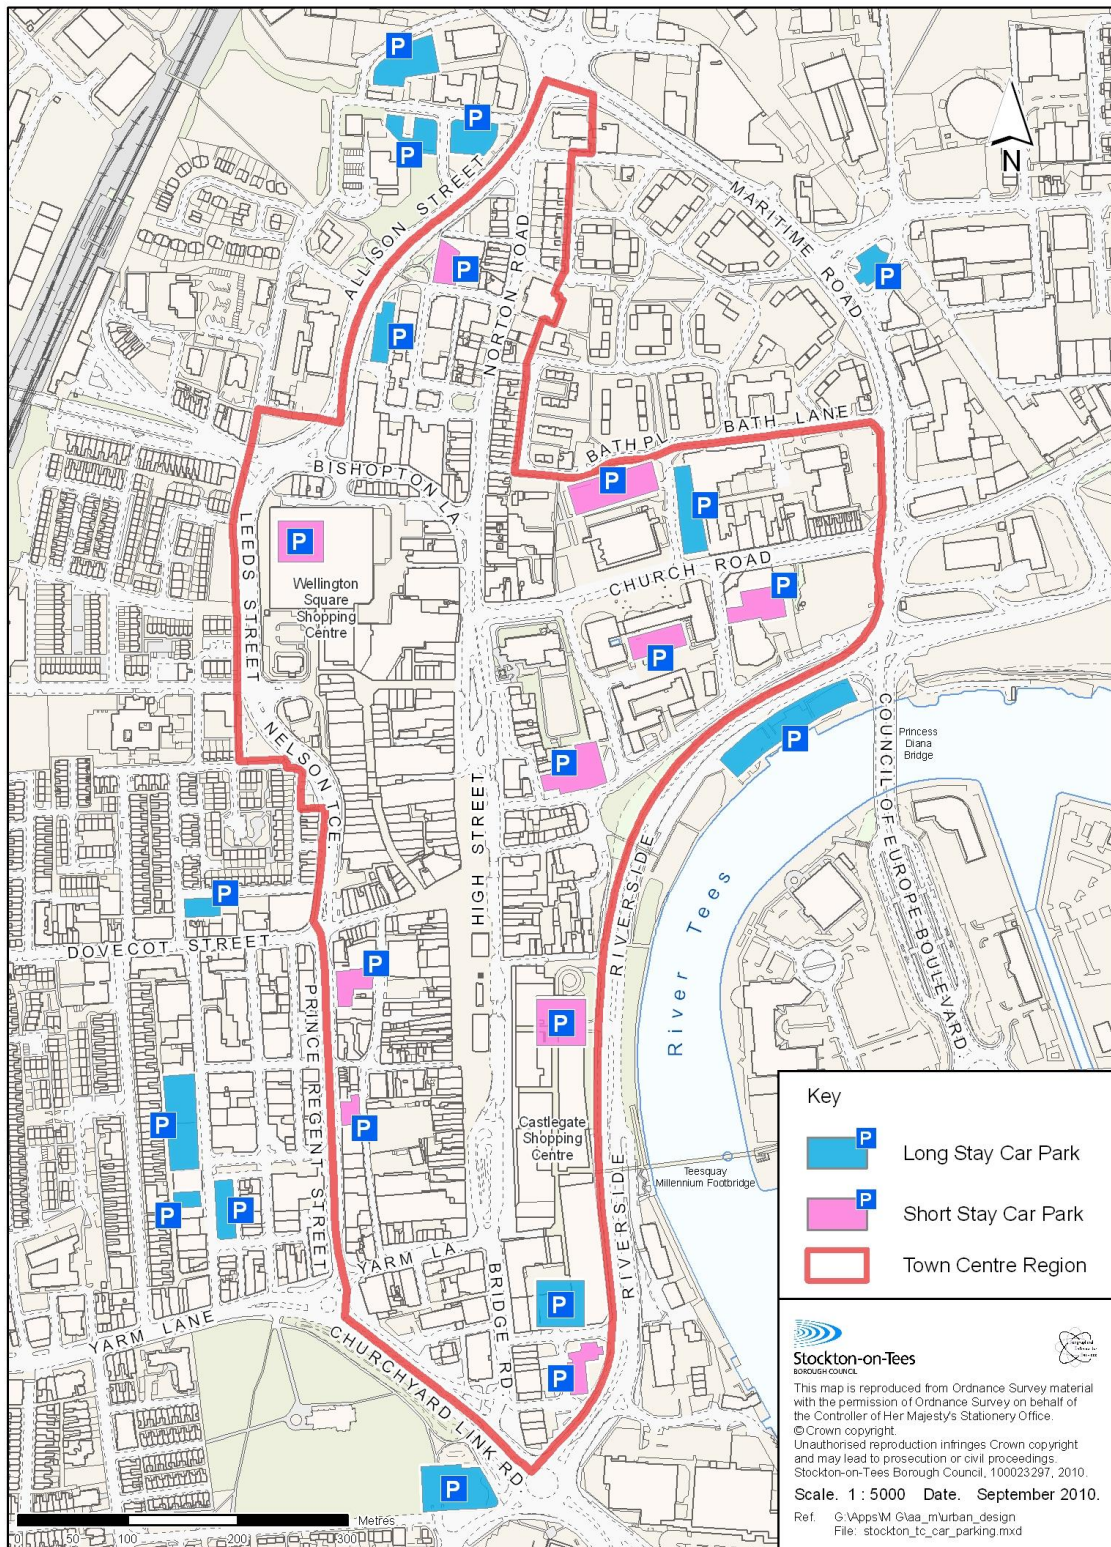 P
P
P
N
ALLISON STREET
NORTON ROAD
MARITIME ROAD
P
P
P
BATH PL
BATH LANE
BISHOPTON LA
P
P
LEEDS STREET
P
Wellington
Square
Shopping
Centre
CHURCH ROAD
P
P
COUNCIL OF EUROPE BOULEVARD
Princess
Diana
Bridge
P
P
NELSON TCE.
HIGH STREET
RIVERSIDE
River Tees
P
DOVECOT STREET
P
PRINCE REGENT STREET
P
P
P
P
P
Castlegate
Shopping
Centre
Teesquay
Millennium Footbridge
RIVERSIDE
YARM LA
BRIDGE RD
P
YARM LANE
CHURCHYARD LINK RD
P
P
Metres
0 50 100 200 300
Key
P
Long Stay Car Park
P
Short Stay Car Park
Town Centre Region
Stockton-on-Tees
BOROUGH COUNCIL
This map is reproduced from Ordnance Survey material
with the permission of Ordnance Survey on behalf of
the Controller of Her Majesty's Stationery Office.
© Crown copyright.
Unauthorised reproduction infringes Crown copyright
and may lead to prosecution or civil proceedings.
Stockton-on-Tees Borough Council, 100023297, 2010.
Scale. 1 : 5000 Date. September 2010.
Ref. G:\Apps\M G\aa_m\urban_design
File: stockton_tc_car_parking.mxd